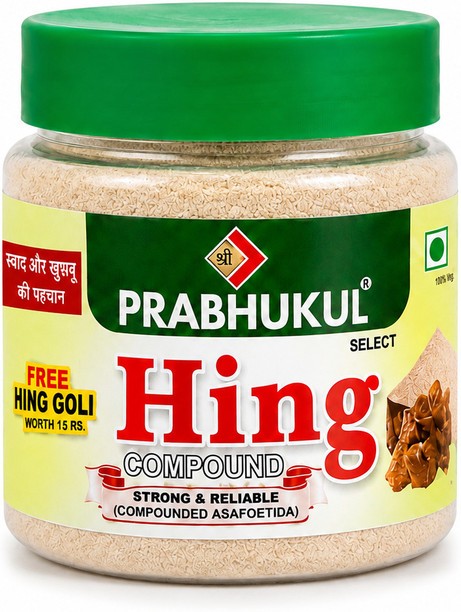 श्री
PRABHUKUL®
SELECT
स्वाद और खुशबू
की पहचान
100% Veg.
FREE
HING GOLI
WORTH 15 RS.
Hing
COMPOUND
STRONG & RELIABLE
(COMPOUNDED ASAFOETIDA)